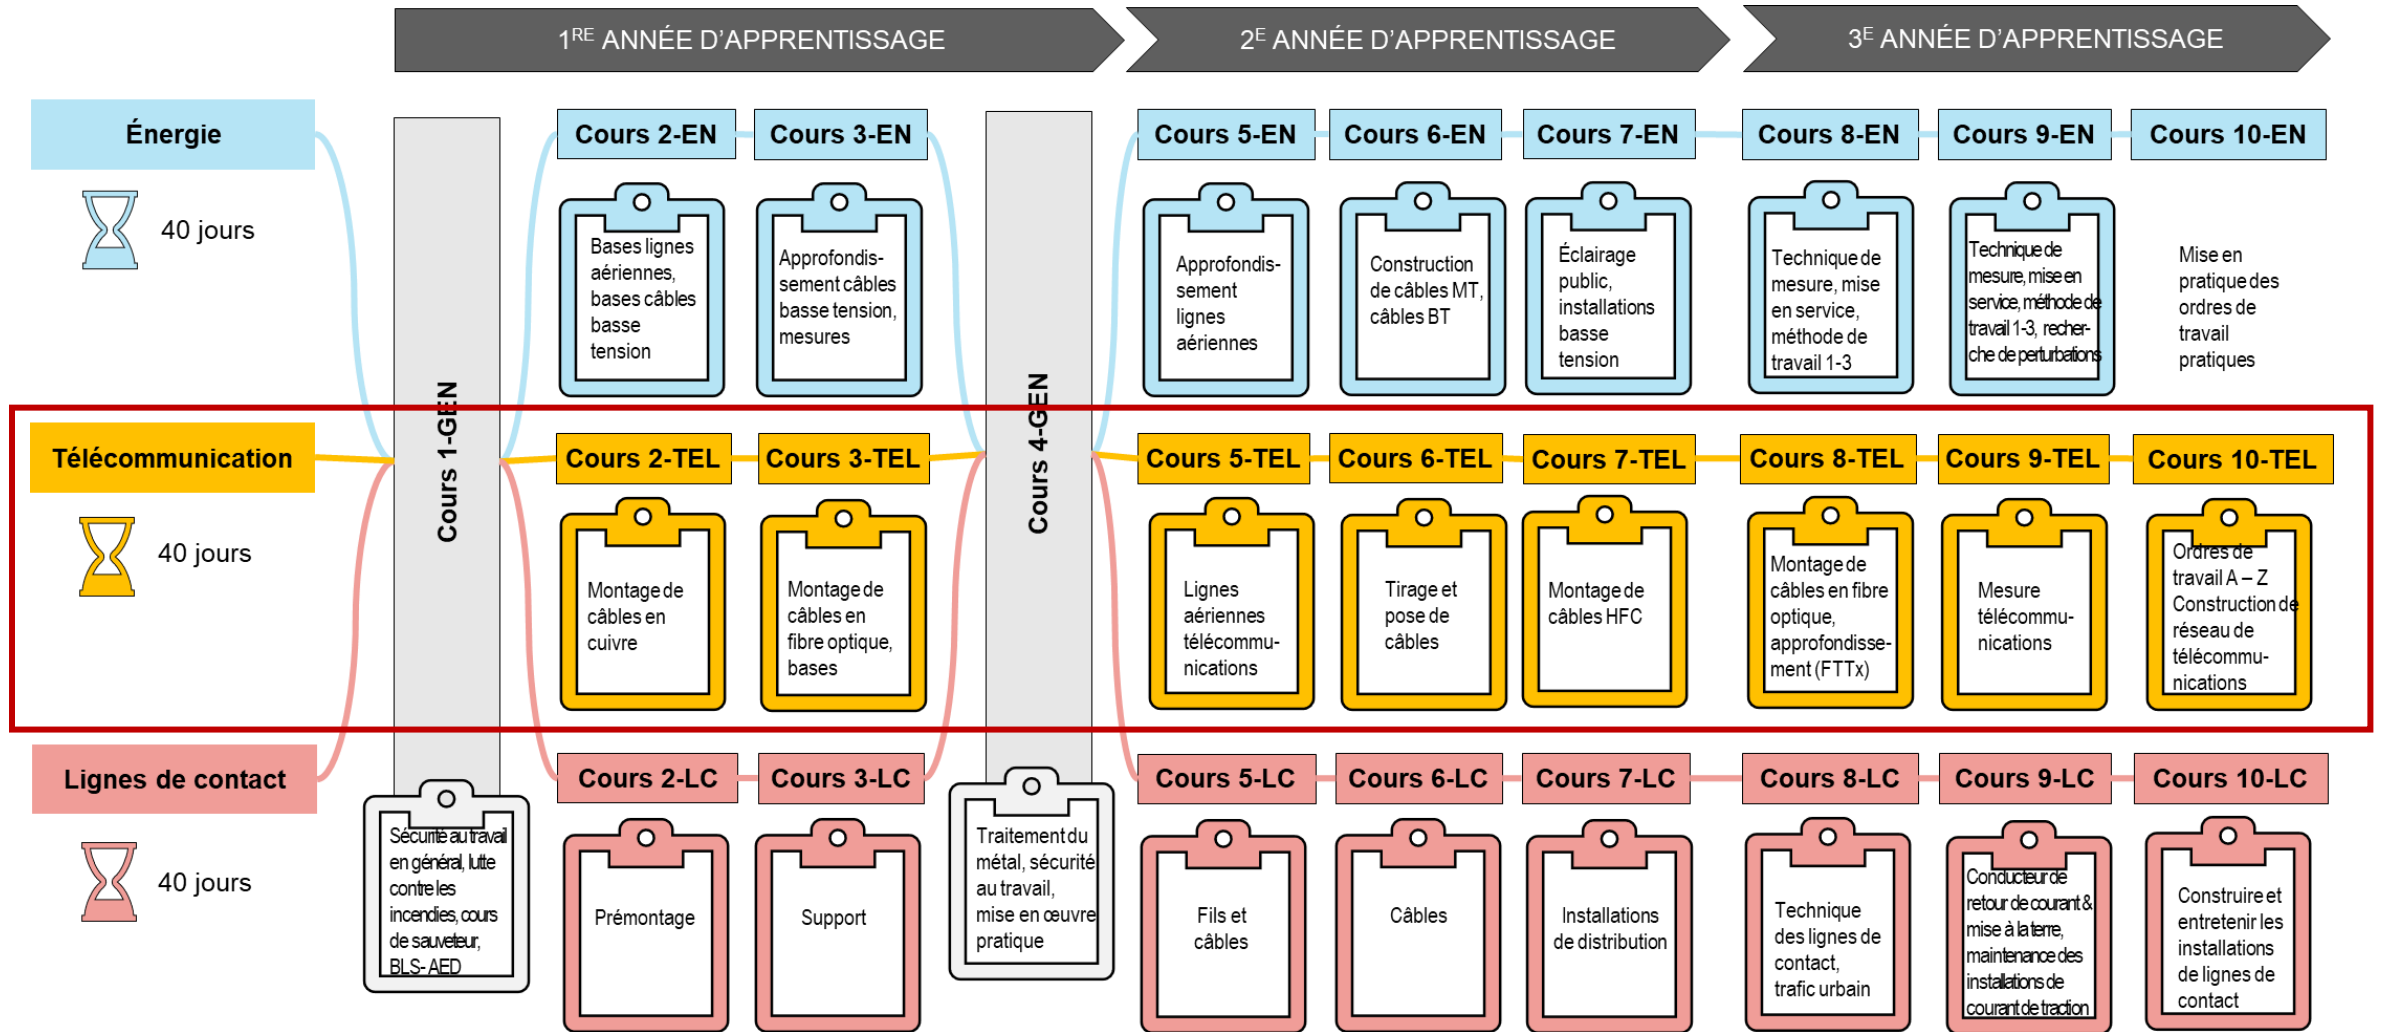 1RE ANNÉE D'APPRENTISSAGE
2E ANNÉE D'APPRENTISSAGE
3E ANNÉE D'APPRENTISSAGE
Énergie
40 jours
Cours 1-GEN
Sécurité au travail
en général, lutte
contre les
incendies, cours
de sauveteur,
BLS- AED
Cours 2-EN
Bases lignes
aériennes,
bases câbles
basse
tension
Cours 3-EN
Approfondis-
sement câbles
basse tension,
mesures
Cours 4-GEN
Traitement du
métal, sécurité
au travail,
mise en œuvre
pratique
Cours 5-EN
Approfondis-
sement
lignes
aériennes
Cours 6-EN
Construction
de câbles MT,
câbles BT
Cours 7-EN
Éclairage
public,
installations
basse
tension
Cours 8-EN
Technique de
mesure, mise
en service,
méthode de
travail 1-3
Cours 9-EN
Technique de
mesure, mise en
service, méthode de
travail 1-3, recher-
che de perturbations
Cours 10-EN
Mise en
pratique des
ordres de
travail
pratiques
Télécommunication
40 jours
Cours 2-TEL
Montage de
câbles en
cuivre
Cours 3-TEL
Montage de
câbles en
fibre optique,
bases
Cours 5-TEL
Lignes
aériennes
télécommu-
nications
Cours 6-TEL
Tirage et
pose de
câbles
Cours 7-TEL
Montage de
câbles HFC
Cours 8-TEL
Montage de
câbles en fibre
optique,
approfondisse-
ment (FTTx)
Cours 9-TEL
Mesure
télécommu-
nications
Cours 10-TEL
Ordres de
travail A – Z
Construction de
réseau de
télécommu-
nications
Lignes de contact
40 jours
Cours 2-LC
Prémontage
Cours 3-LC
Support
Cours 5-LC
Fils et
câbles
Cours 6-LC
Câbles
Cours 7-LC
Installations
de distribution
Cours 8-LC
Technique
des lignes de
contact,
trafic urbain
Cours 9-LC
Conducteur de
retour de courant &
mise à la terre,
maintenance des
installations de
courant de traction
Cours 10-LC
Construire et
entretenir les
installations
de lignes de
contact